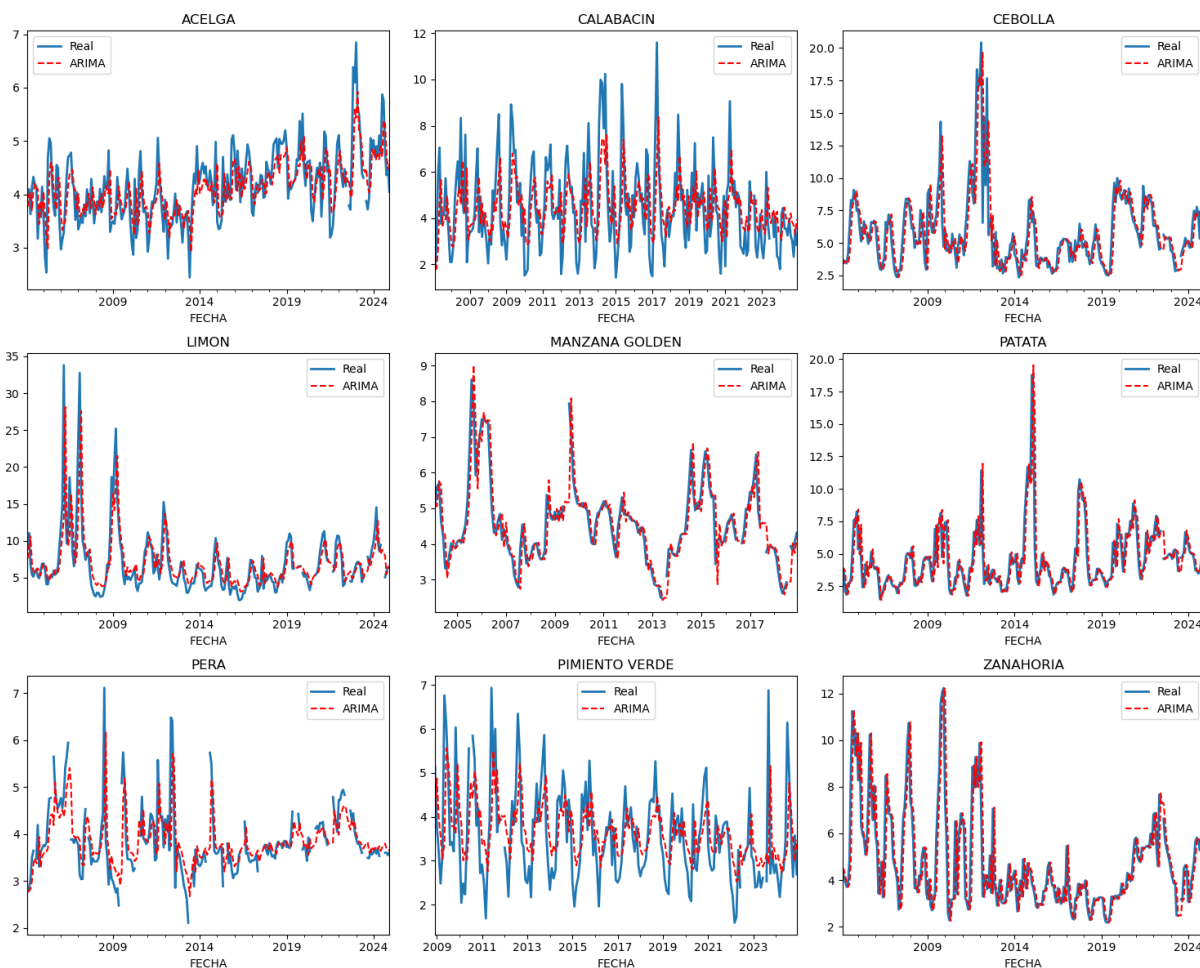 ACELGA
7
6
5
4
3
Real
ARIMA
2009
2014
2019
2024
FECHA
CALABACIN
12
10
8
6
4
2
Real
ARIMA
2007
2009
2011
2013
2015
2017
2019
2021
2023
FECHA
CEBOLLA
20.0
17.5
15.0
12.5
10.0
7.5
5.0
2.5
Real
ARIMA
2009
2014
2019
2024
FECHA
LIMON
35
30
25
20
15
10
5
Real
ARIMA
2009
2014
2019
2024
FECHA
MANZANA GOLDEN
9
8
7
6
5
4
3
Real
ARIMA
2005
2007
2009
2011
2013
2015
2017
FECHA
PATATA
20.0
17.5
15.0
12.5
10.0
7.5
5.0
2.5
Real
ARIMA
2009
2014
2019
2024
FECHA
PERA
7
6
5
4
3
2
Real
ARIMA
2009
2014
2019
2024
FECHA
PIMIENTO VERDE
7
6
5
4
3
2
Real
ARIMA
2009
2011
2013
2015
2017
2019
2021
2023
FECHA
ZANAHORIA
12
10
8
6
4
2
Real
ARIMA
2009
2014
2019
2024
FECHA